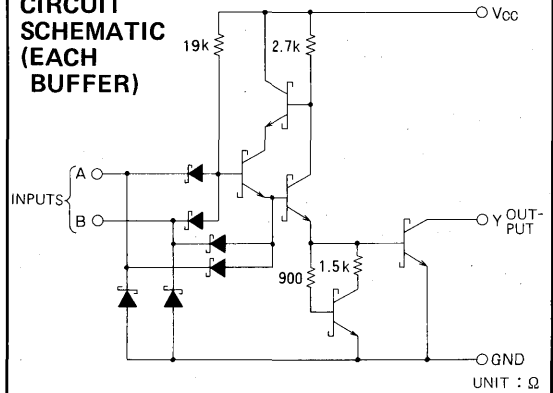 CIRCUIT
SCHEMATIC
(EACH
BUFFER)
VCC
19k
2.7k
A
INPUTS
B
Y OUT-
PUT
900
1.5k
GND
UNIT : Ω